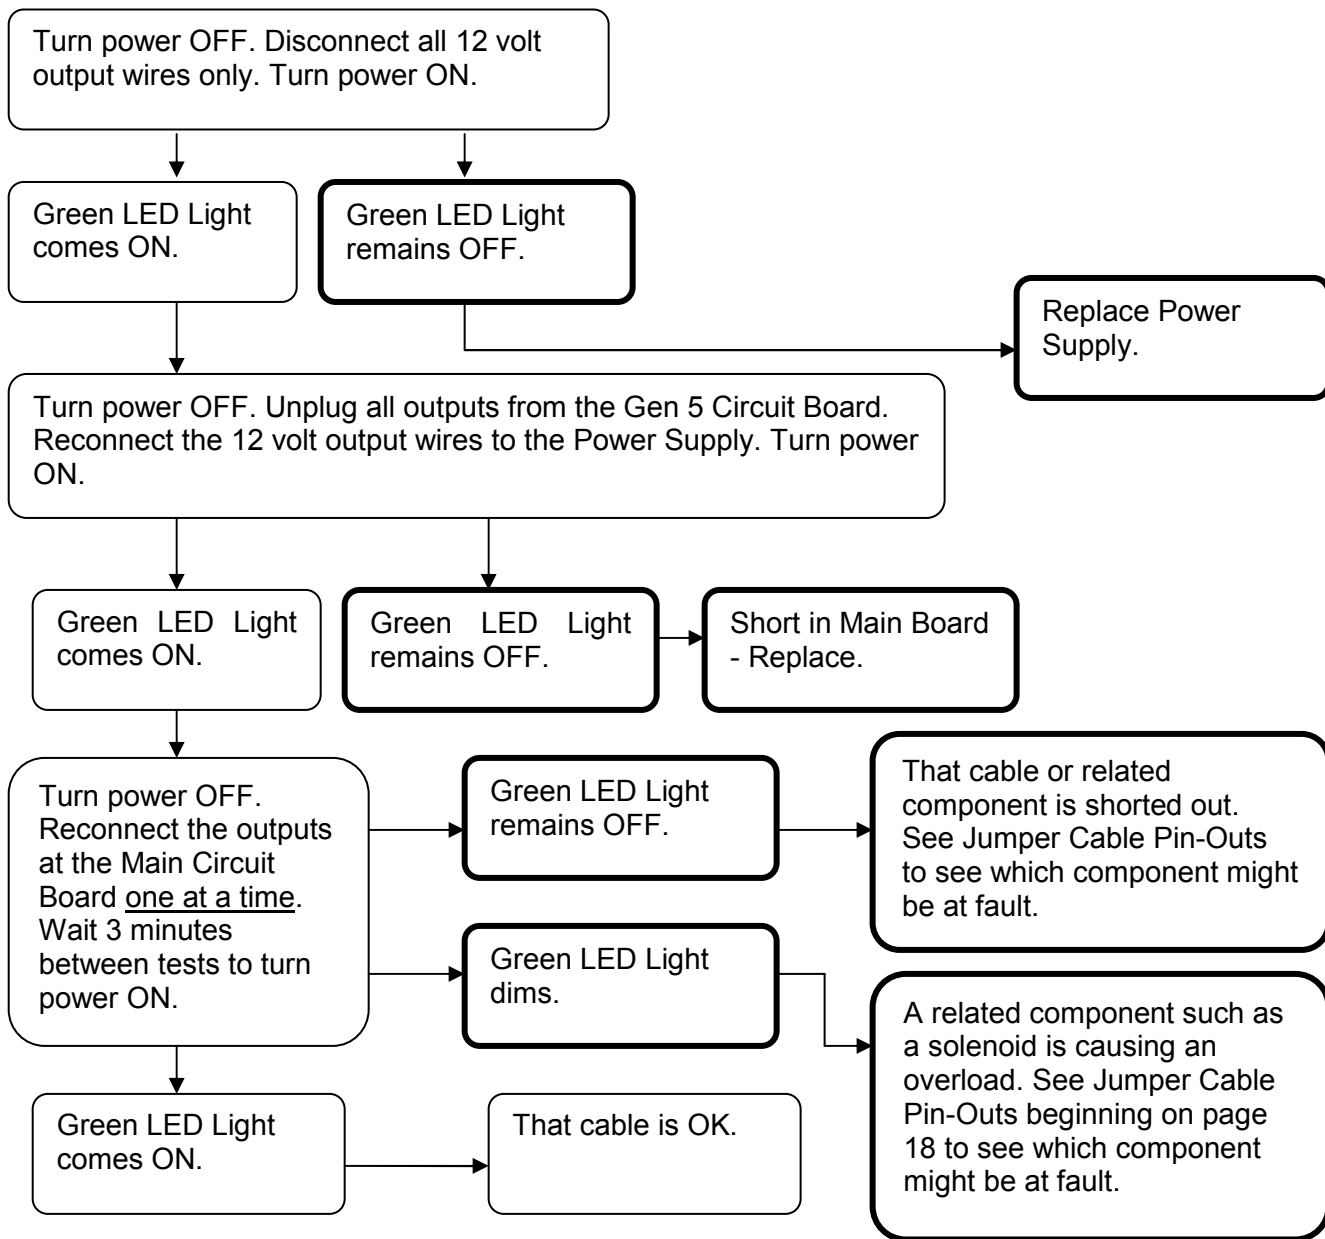 Turn power OFF. Disconnect all 12 volt
output wires only. Turn power ON.
Green LED Light
comes ON.
Green LED Light
remains OFF.
Replace Power
Supply.
Turn power OFF. Unplug all outputs from the Gen 5 Circuit Board.
Reconnect the 12 volt output wires to the Power Supply. Turn power
ON.
Green LED Light
comes ON.
Green LED Light
remains OFF.
Short in Main Board
- Replace.
Turn power OFF.
Reconnect the outputs
at the Main Circuit
Board one at a time.
Wait 3 minutes
between tests to turn
power ON.
Green LED Light
remains OFF.
That cable or related
component is shorted out.
See Jumper Cable Pin-Outs
to see which component might
be at fault.
Green LED Light
dims.
A related component such as
a solenoid is causing an
overload. See Jumper Cable
Pin-Outs beginning on page
18 to see which component
might be at fault.
Green LED Light
comes ON.
That cable is OK.